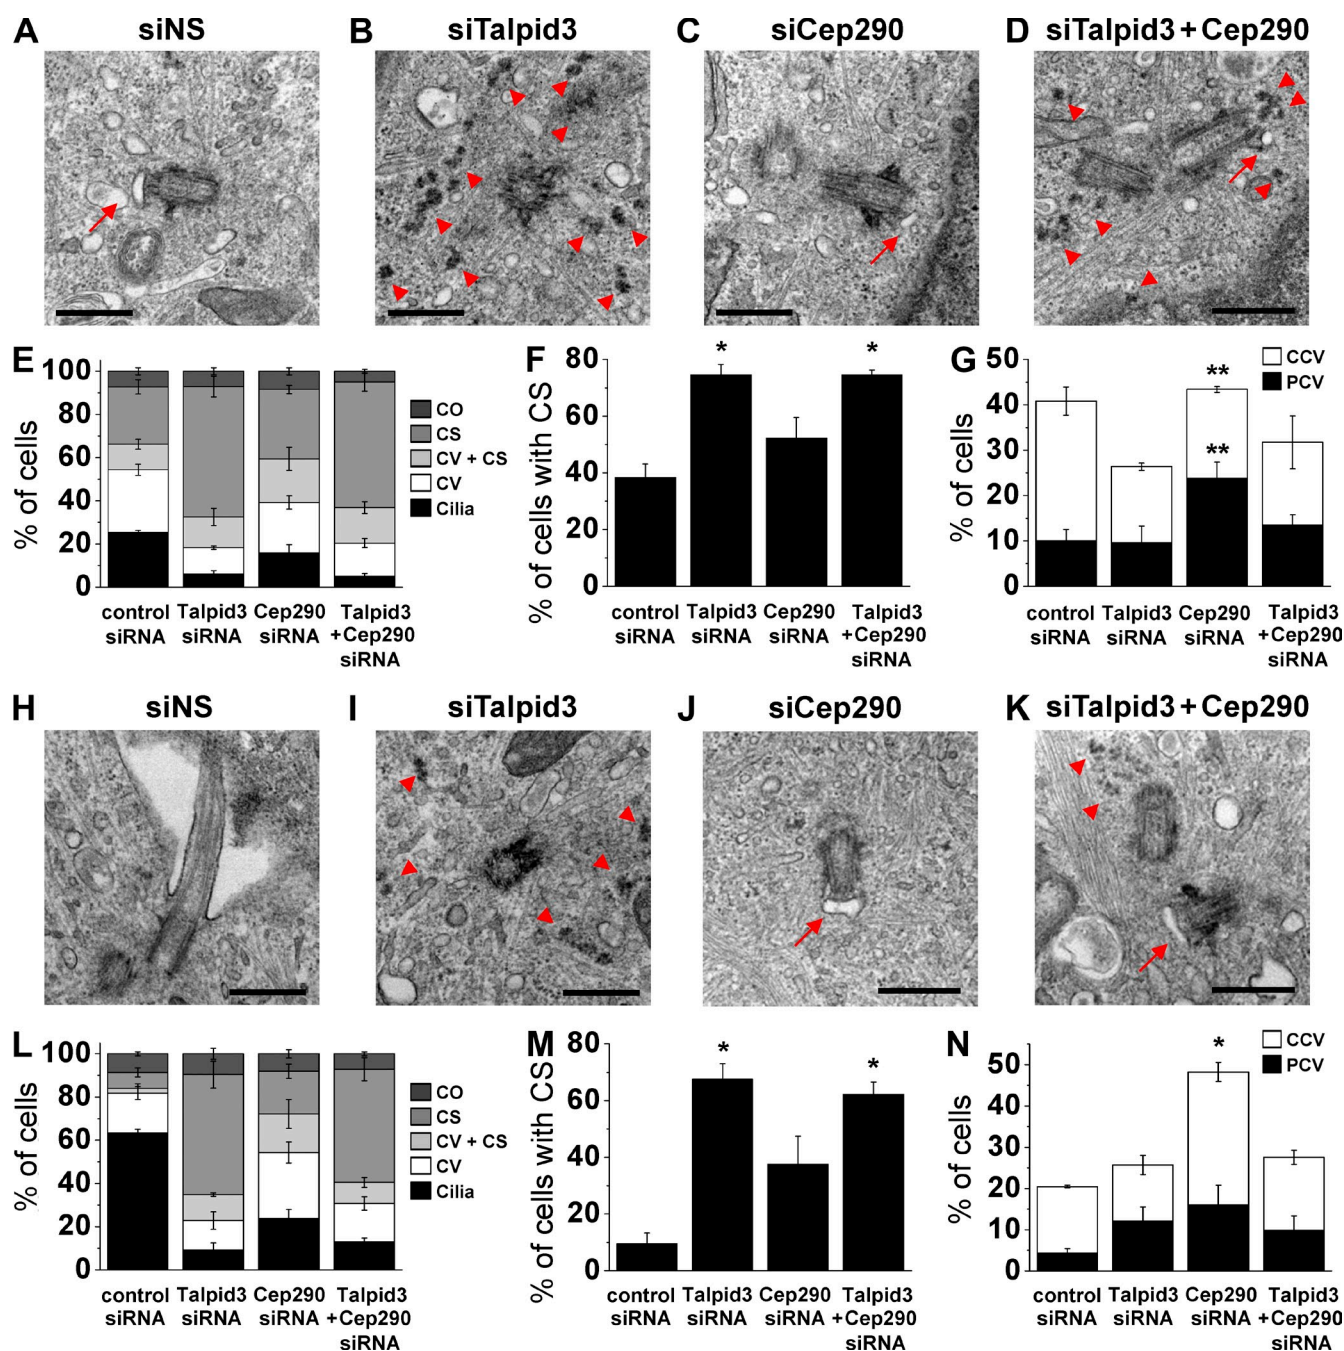 A siNS
B siTalpid3
C siCep290
D siTalpid3 + Cep290
E
% of cells
100
80
60
40
20
0
control siRNA
Talpid3 siRNA
Cep290 siRNA
Talpid3 +Cep290 siRNA
CO
CS
CV + CS
CV
Cilia
F
% of cells with CS
80
60
40
20
0
*
*
control siRNA
Talpid3 siRNA
Cep290 siRNA
Talpid3 +Cep290 siRNA
G
% of cells
50
40
30
20
10
0
**
**
CCV
PCV
control siRNA
Talpid3 siRNA
Cep290 siRNA
Talpid3 +Cep290 siRNA
H siNS
I siTalpid3
J siCep290
K siTalpid3 + Cep290
L
% of cells
100
80
60
40
20
0
control siRNA
Talpid3 siRNA
Cep290 siRNA
Talpid3 +Cep290 siRNA
CO
CS
CV + CS
CV
Cilia
M
% of cells with CS
80
60
40
20
0
*
*
control siRNA
Talpid3 siRNA
Cep290 siRNA
Talpid3 +Cep290 siRNA
N
% of cells
50
40
30
20
10
0
*
CCV
PCV
control siRNA
Talpid3 siRNA
Cep290 siRNA
Talpid3 +Cep290 siRNA